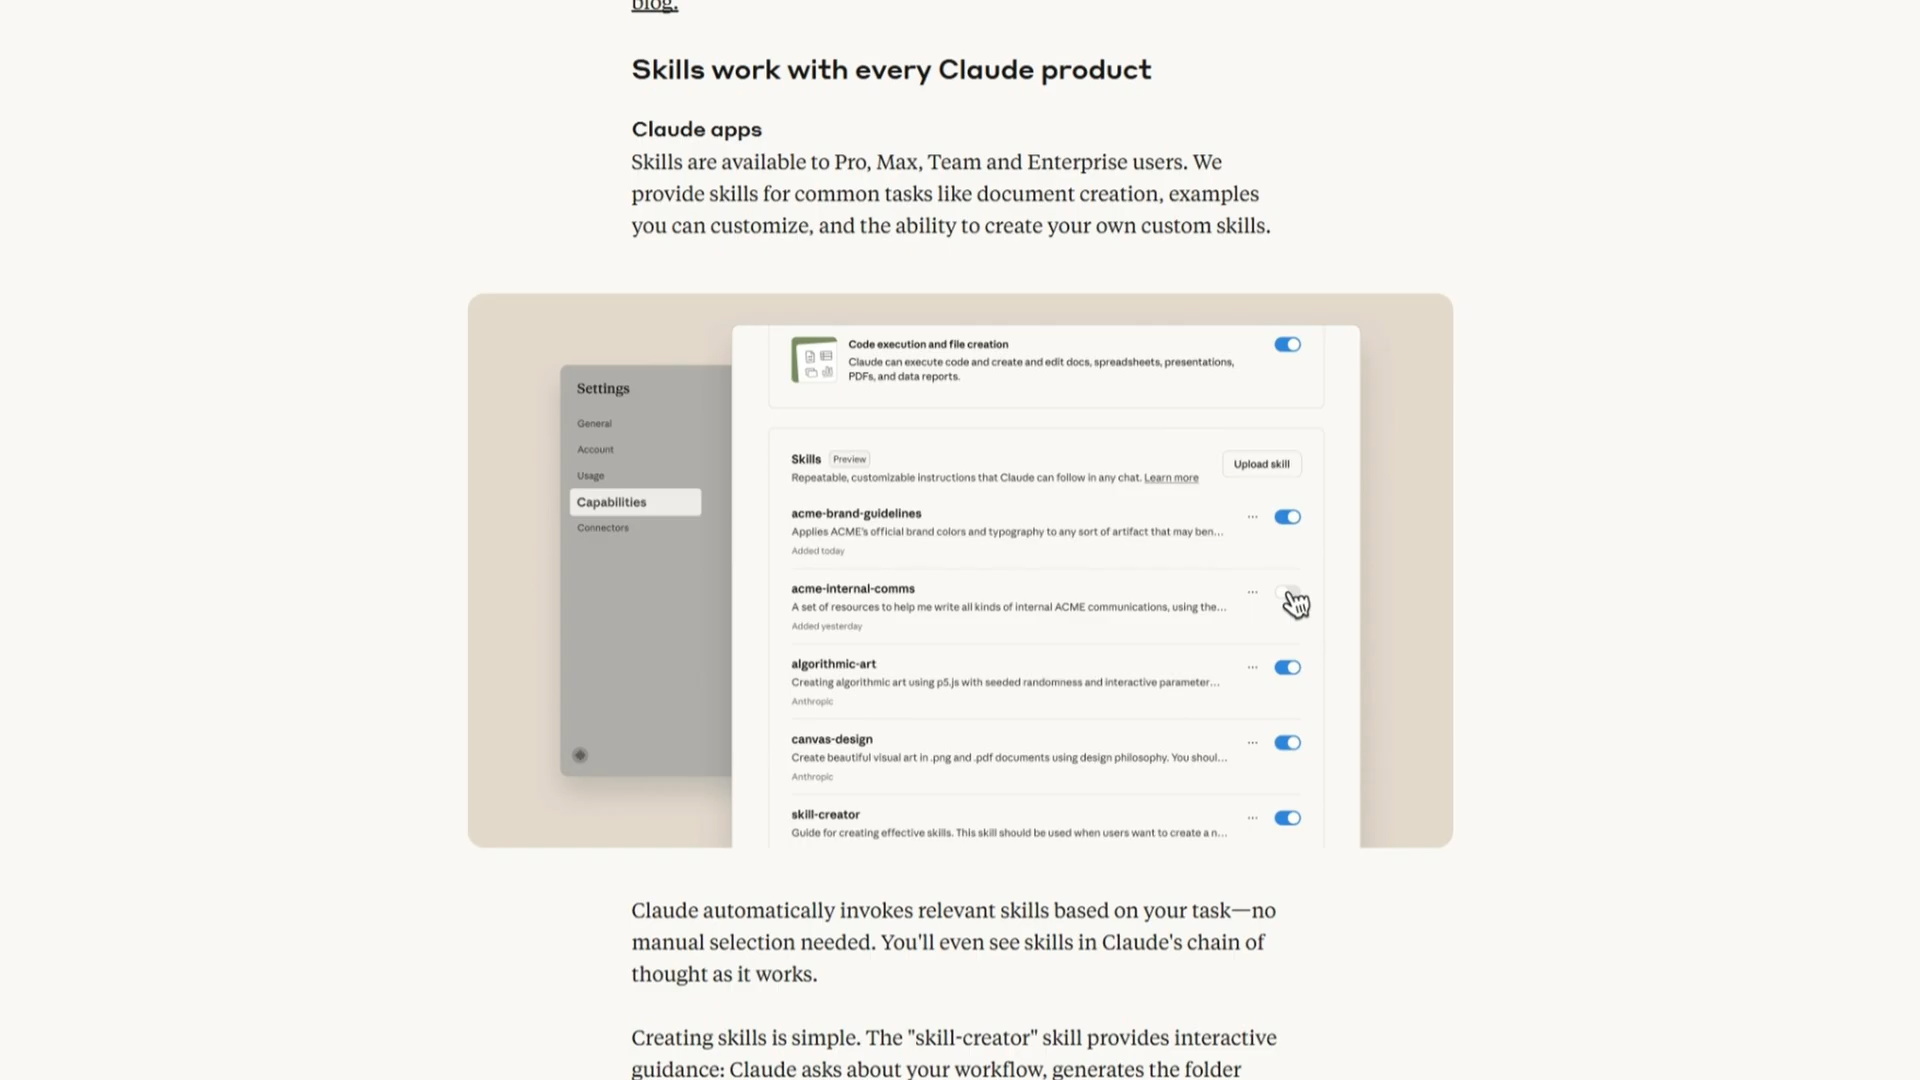 blog.
Skills work with every Claude product
Claude apps
Skills are available to Pro, Max, Team and Enterprise users. We
provide skills for common tasks like document creation, examples
you can customize, and the ability to create your own custom skills.
Settings
General
Account
Usage
Capabilities
Connectors
Code execution and file creation
Claude can execute code and create and edit docs, spreadsheets, presentations,
PDFs, and data reports.
Skills Preview
Upload skill
Repeatable, customizable instructions that Claude can follow in any chat. Learn more
acme-brand-guidelines
Applies ACME's official brand colors and typography to any sort of artifact that may ben...
Added today
acme-internal-comms
A set of resources to help me write all kinds of internal ACME communications, using the...
Added yesterday
algorithmic-art
Creating algorithmic art using p5.js with seeded randomness and interactive parameter...
Anthropic
canvas-design
Create beautiful visual art in .png and .pdf documents using design philosophy. You shoul...
Anthropic
skill-creator
Guide for creating effective skills. This skill should be used when users want to create a n...
Claude automatically invokes relevant skills based on your task—no
manual selection needed. You'll even see skills in Claude's chain of
thought as it works.
Creating skills is simple. The "skill-creator" skill provides interactive
guidance: Claude asks about your workflow, generates the folder